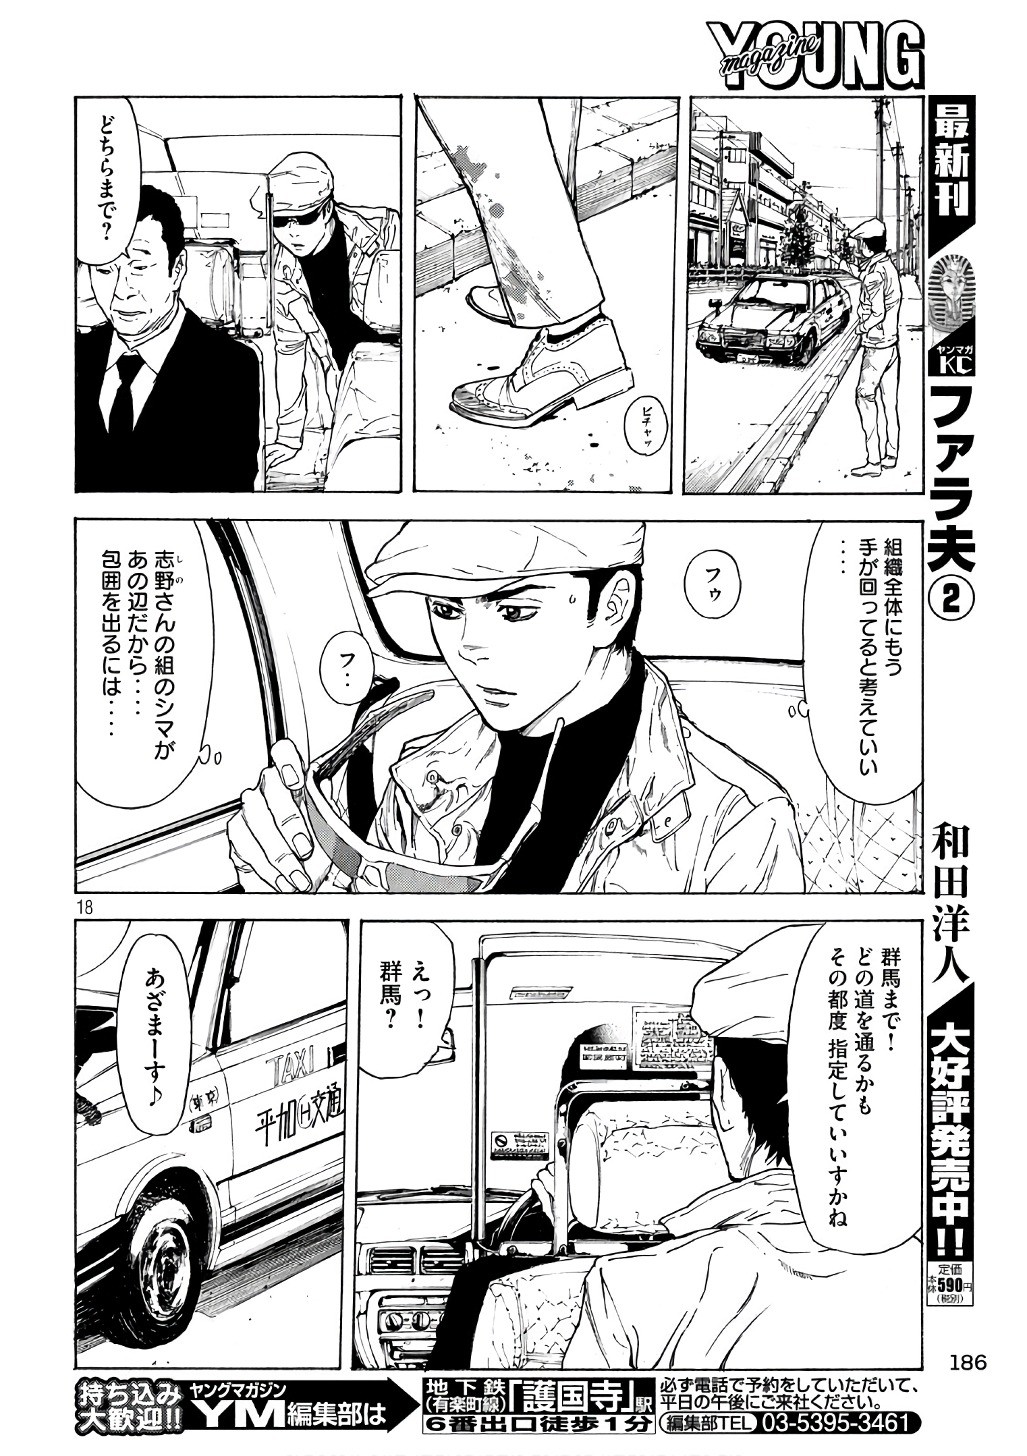 YOUNG
magazine
最新刊
ヤンマガ
KC
ファラ夫②
和田洋人
大好評発売中!!
定価
本体590円
(税別)
ビチャッ
どちらまで?
組織全体にもう
手が回ってると考えていい
‥‥
フゥ
フ‥
志野さんの組のシマが
しの
あの辺だから‥‥
包囲を出るには‥‥
18
群馬まで!
どの道を通るかも
その都度 指定していいすかね
えっ!
群馬?
あざまーす♪
TAXI
平加H交通
(東京)
186
持ち込み
大歓迎!!
ヤングマガジン
YM編集部は
地下鉄
(有楽町線)
「護国寺」駅
6番出口徒歩1分
必ず電話で予約をしていただいて、
平日の午後にご来社ください。
編集部TEL 03-5395-3461